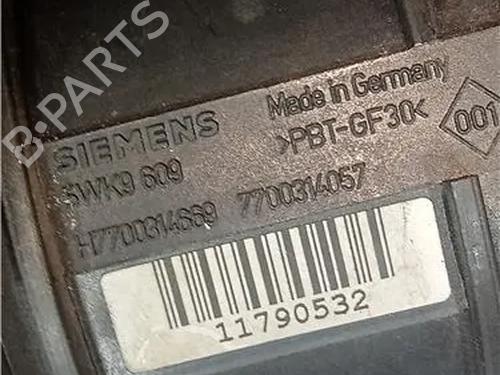 B-PARTS
SIEMENS
5WK9 609
H7700314669 7700314057
Made in Germany
>PBT-GF30<
001
11790532